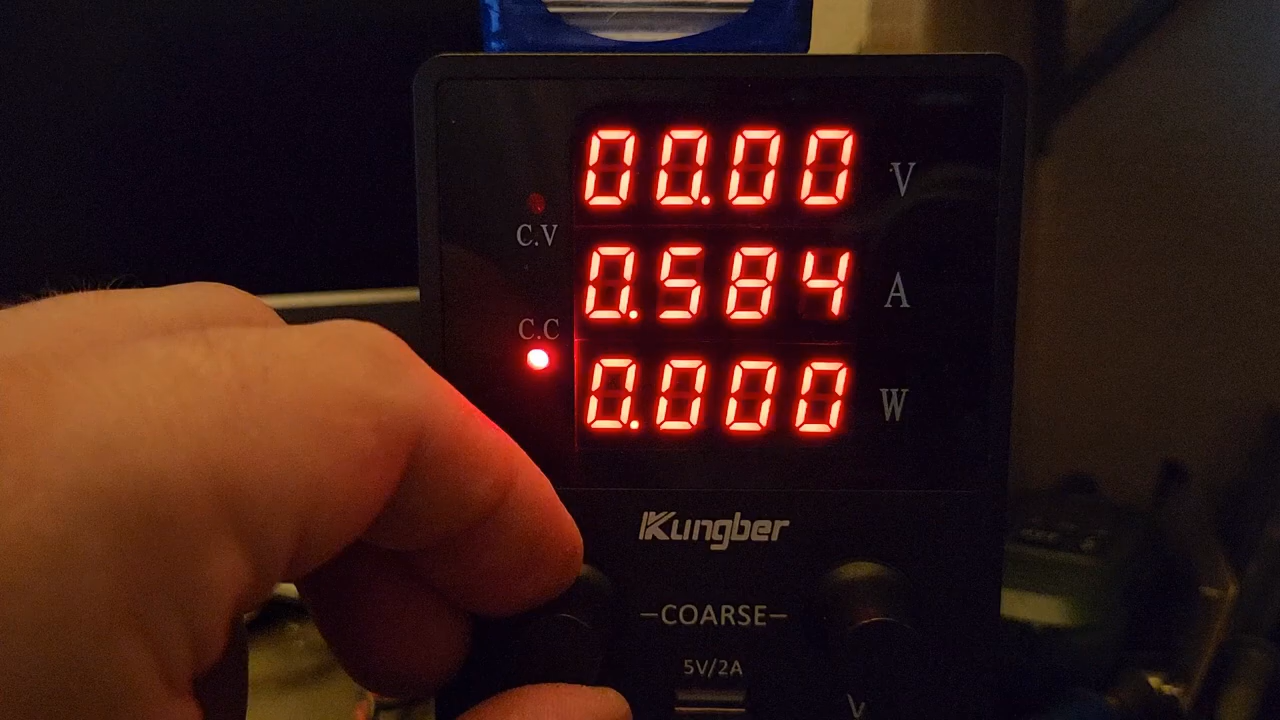 00.00 V
C.V
0.584 A
C.C
0.000 W
Kungber
-COARSE-
5V/2A
V